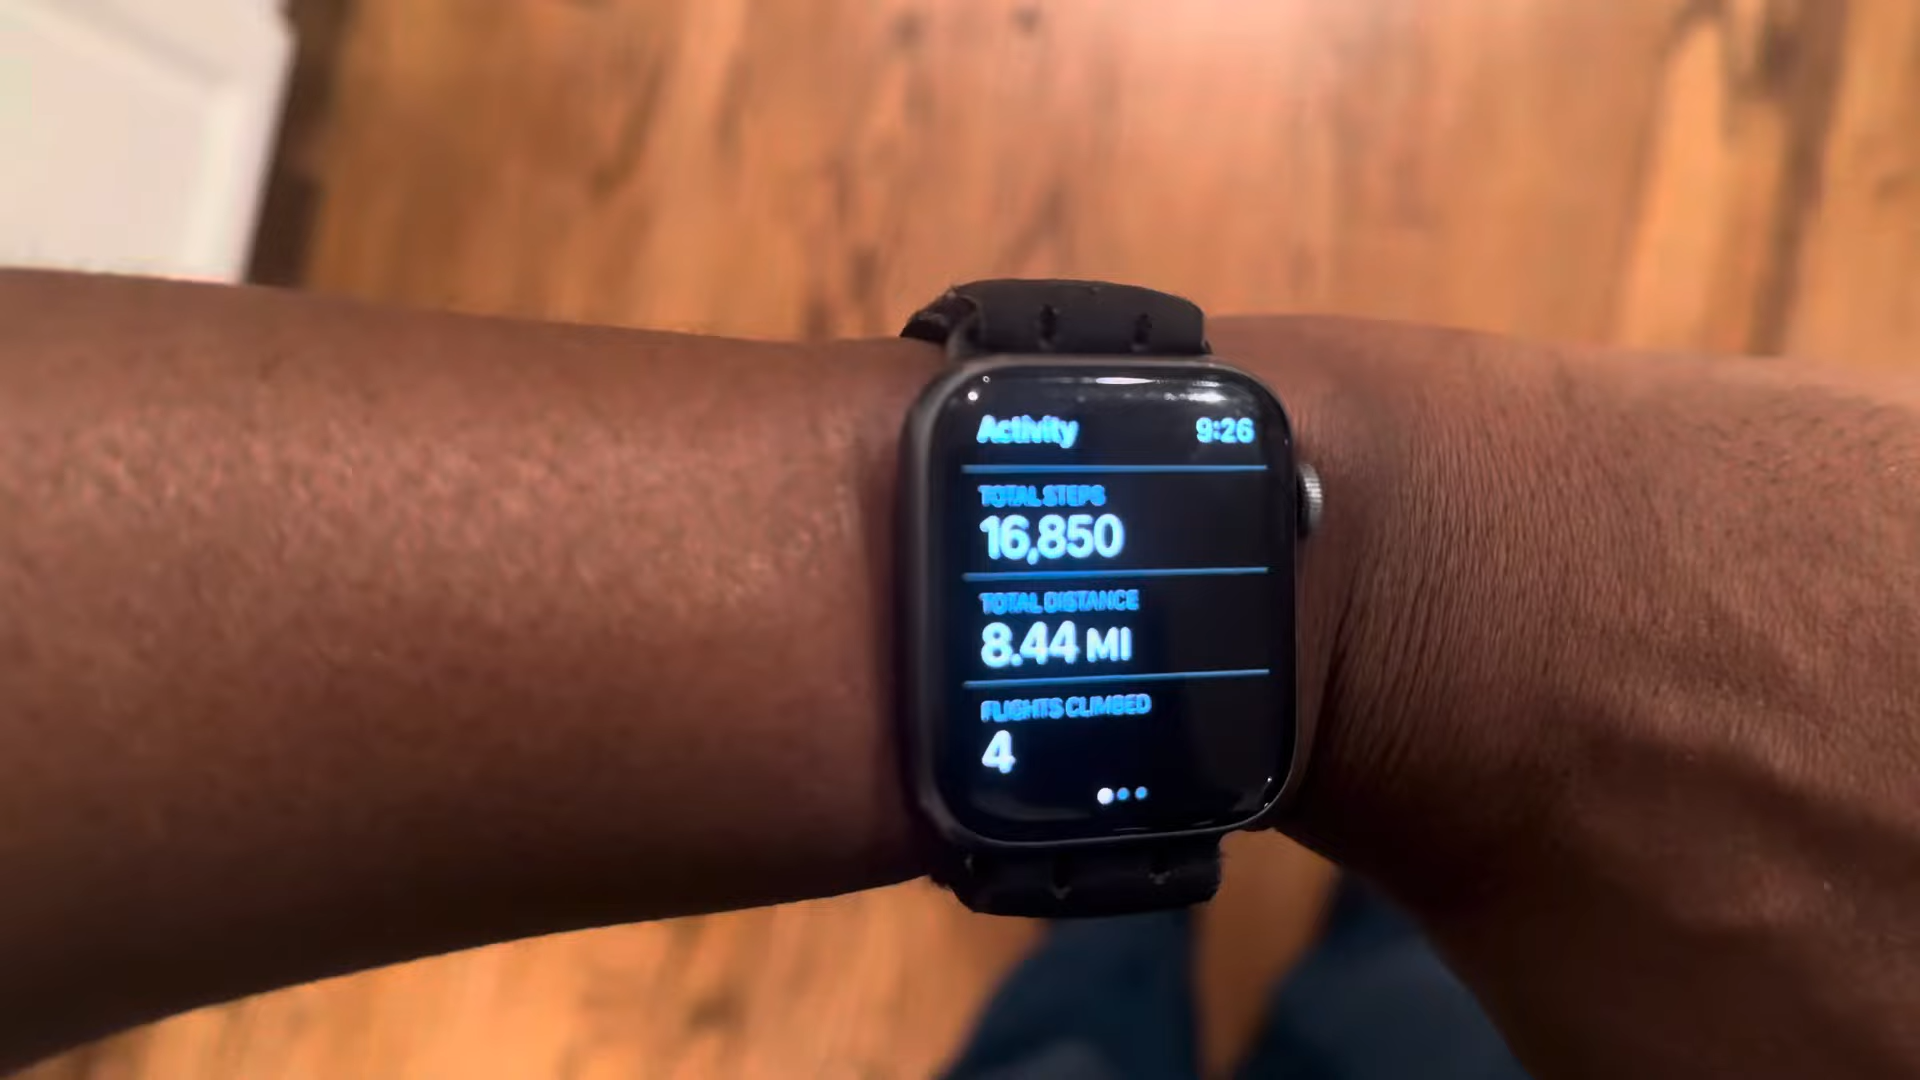 Activity 9:26
TOTAL STEPS
16,850
TOTAL DISTANCE
8.44 MI
FLIGHTS CLIMBED
4